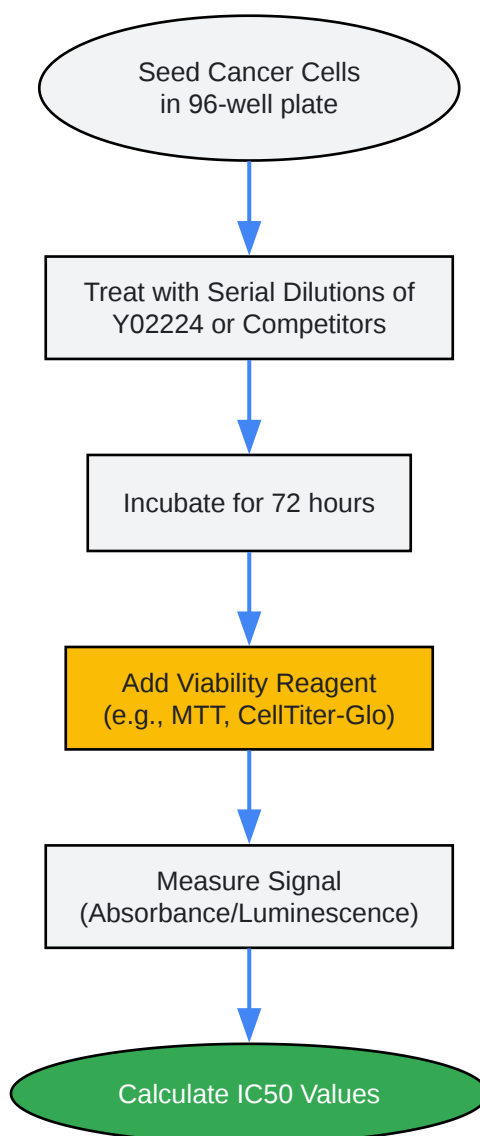 Seed Cancer Cells
in 96-well plate
Treat with Serial Dilutions of
Y02224 or Competitors
Incubate for 72 hours
Add Viability Reagent
(e.g., MTT, CellTiter-Glo)
Measure Signal
(Absorbance/Luminescence)
Calculate IC50 Values